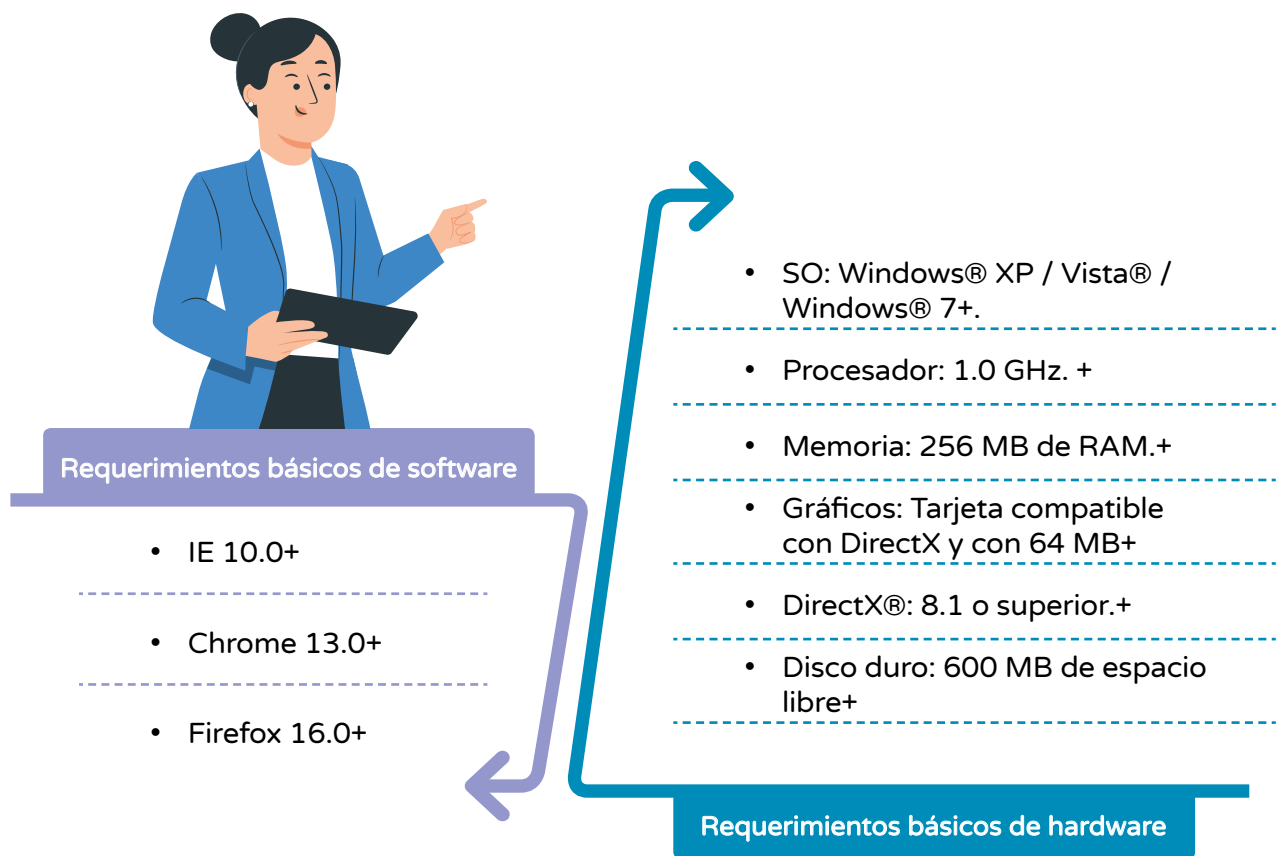 Requerimientos básicos de software
• IE 10.0+
• Chrome 13.0+
• Firefox 16.0+
• SO: Windows® XP / Vista® /
Windows® 7+.
• Procesador: 1.0 GHz. +
• Memoria: 256 MB de RAM.+
• Gráficos: Tarjeta compatible
con DirectX y con 64 MB+
• DirectX®: 8.1 o superior.+
• Disco duro: 600 MB de espacio
libre+
Requerimientos básicos de hardware